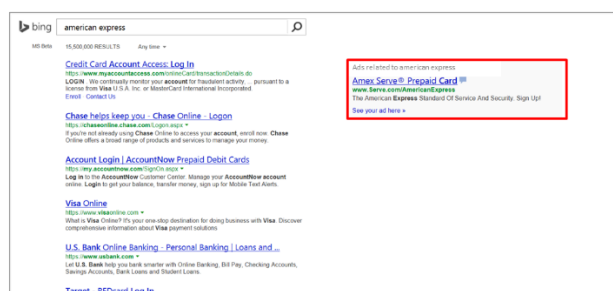 bing
american express
MS Beta
15,500,000 RESULTS Any time
Credit Card Account Access: Log In
https://www.myaccountaccess.com/onlineCard/transactionDetails.do
LOGIN We continually monitor your account for fraudulent activity, ... pursuant to a
license from Visa U.S.A. Inc. or MasterCard International Incorporated
Enroll Contact Us
Chase helps keep you - Chase Online - Logon
https://chaseonline.chase.com/Logon.aspx
If you're not already using Chase Online to access your account, enroll now. Chase
Online offers a broad range of products and services to manage your money.
Account Login | AccountNow Prepaid Debit Cards
https://my.accountnow.com/SignOn.aspx
Log in to the AccountNow Customer Center. Manage your AccountNow account
online. Login to get your balance, transfer money, sign up for Mobile Text Alerts.
Visa Online
https://www.visaonline.com
What is Visa Online? It's your one-stop destination for doing business with Visa. Discover
comprehensive information about Visa payment solutions
U.S. Bank Online Banking - Personal Banking | Loans and ...
https://www.usbank.com
Let U.S. Bank help you bank smarter with Online Banking, Bill Pay, Checking Accounts,
Savings Accounts, Bank Loans and Student Loans.
Target - REDcard Log In
Ads related to american express
Amex Serve® Prepaid Card
www.Serve.com/AmericanExpress
The American Express Standard Of Service And Security. Sign Up!
See your ad here »